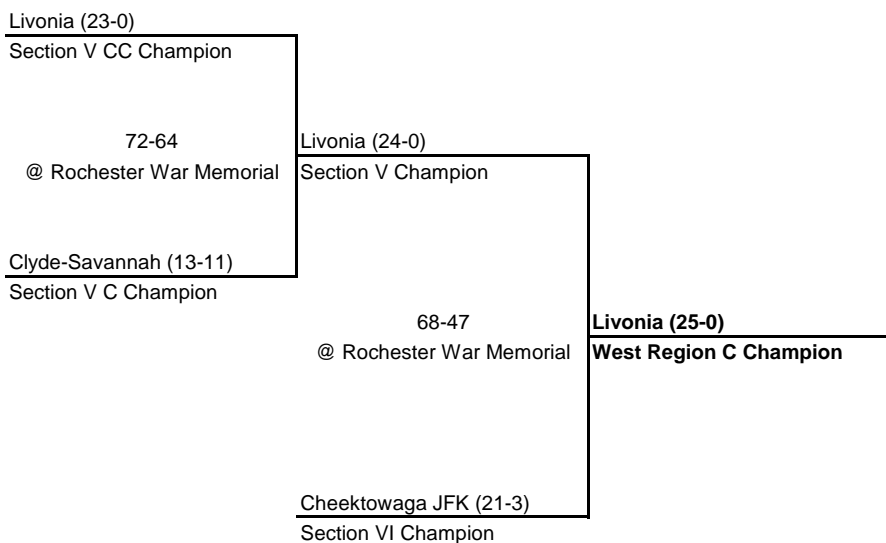 Livonia (23-0)
Section V CC Champion
72-64
@ Rochester War Memorial
Livonia (24-0)
Section V Champion
Clyde-Savannah (13-11)
Section V C Champion
68-47
@ Rochester War Memorial
Livonia (25-0)
West Region C Champion
Cheektowaga JFK (21-3)
Section VI Champion